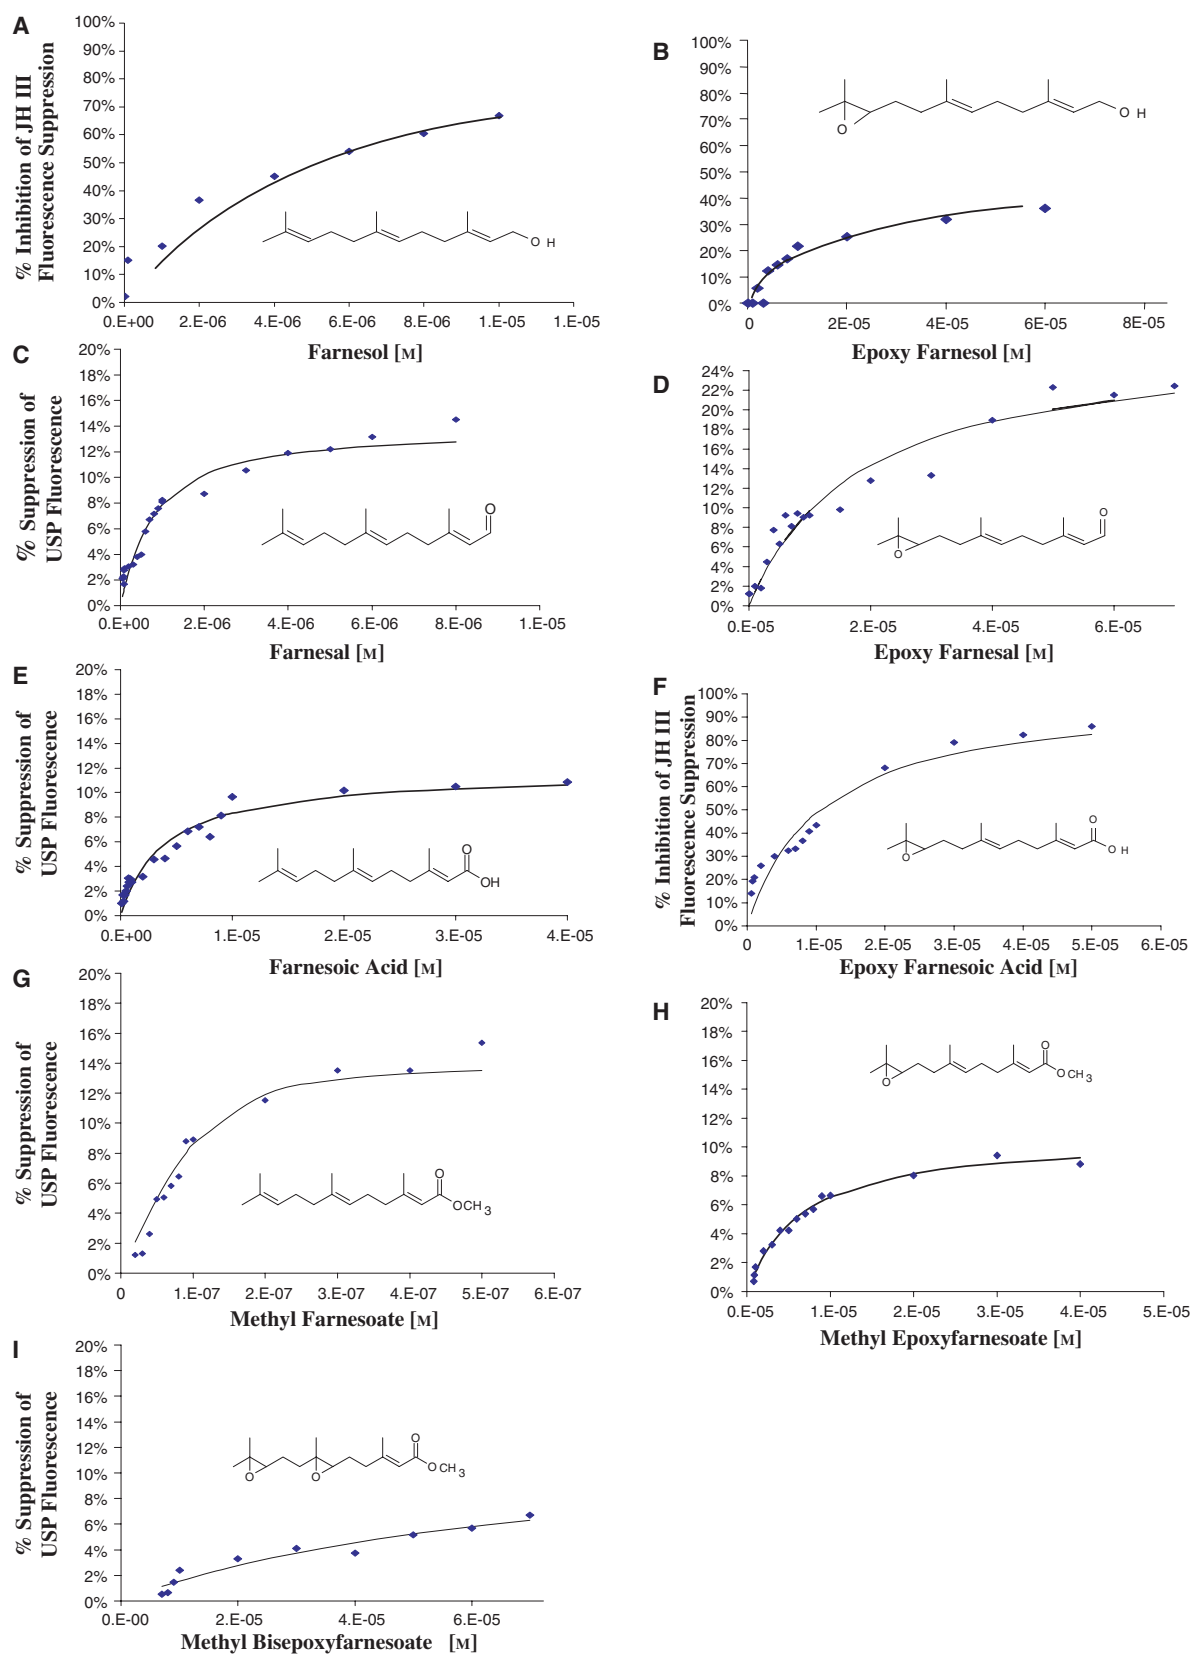 A
% Inhibition of JH III
Fluorescence Suppression
100%
90%
80%
70%
60%
50%
40%
30%
20%
10%
0%
O H
0.E+00 2.E-06 4.E-06 6.E-06 8.E-06 1.E-05 1.E-05
Farnesol [M]
B
100%
90%
80%
70%
60%
50%
40%
30%
20%
10%
0%
O
O H
0 2E-05 4E-05 6E-05 8E-05
Epoxy Farnesol [M]
C
% Suppression of
USP Fluorescence
20%
18%
16%
14%
12%
10%
8%
6%
4%
2%
0%
O
0.E+00 2.E-06 4.E-06 6.E-06 8.E-06 1.E-05
Farnesal [M]
D
24%
22%
20%
18%
16%
14%
12%
10%
8%
6%
4%
2%
0%
O
O
0.E-05 2.E-05 4.E-05 6.E-05
Epoxy Farnesal [M]
E
% Suppression of
USP Fluorescence
20%
18%
16%
14%
12%
10%
8%
6%
4%
2%
0%
O
OH
0.E+00 1.E-05 2.E-05 3.E-05 4.E-05
Farnesoic Acid [M]
F
% Inhibition of JH III
Fluorescence Suppression
100%
90%
80%
70%
60%
50%
40%
30%
20%
10%
0%
O
O
O H
0 1.E-05 2.E-05 3.E-05 4.E-05 5.E-05 6.E-05
Epoxy Farnesoic Acid [M]
G
% Suppression of
USP Fluorescence
20%
18%
16%
14%
12%
10%
8%
6%
4%
2%
0%
O
OCH3
0 1.E-07 2.E-07 3.E-07 4.E-07 5.E-07 6.E-07
Methyl Farnesoate [M]
H
20%
18%
16%
14%
12%
10%
8%
6%
4%
2%
0%
O
O
OCH3
0.E-05 1.E-05 2.E-05 3.E-05 4.E-05 5.E-05
Methyl Epoxyfarnesoate [M]
I
% Suppression of
USP Fluorescence
20%
18%
16%
14%
12%
10%
8%
6%
4%
2%
0%
O
O
O
OCH3
0.E-00 2.E-05 4.E-05 6.E-05
Methyl Bisepoxyfarnesoate [M]